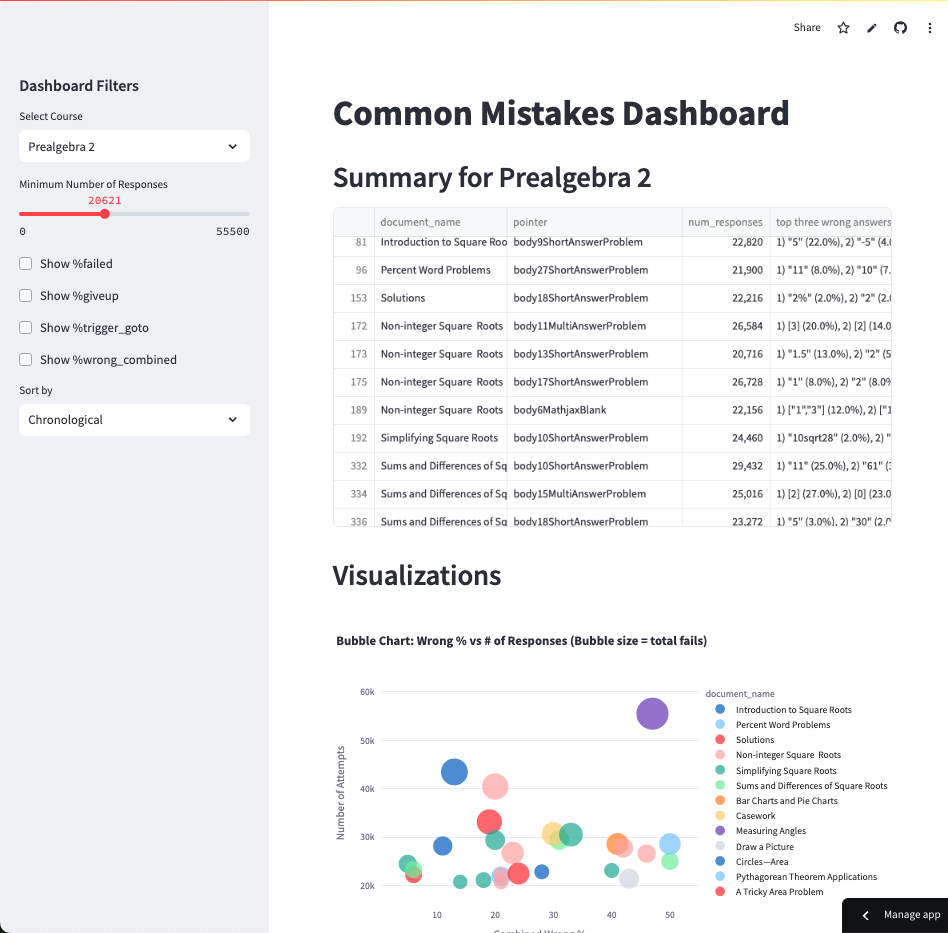 Share
Dashboard Filters
Select Course
Prealgebra 2
Minimum Number of Responses
20621
0 55500
Show %failed
Show %giveup
Show %trigger_goto
Show %wrong_combined
Sort by
Chronological
Common Mistakes Dashboard
Summary for Prealgebra 2
document_name pointer num_responses top three wrong answers
81 Introduction to Square Roo body9ShortAnswerProblem 22,820 1) "5" (22.0%), 2) "-5" (4.0
96 Percent Word Problems body27ShortAnswerProblem 21,900 1) "11" (8.0%), 2) "10" (7.
153 Solutions body18ShortAnswerProblem 22,216 1) "2%" (2.0%), 2) "2" (2.0
172 Non-integer Square Roots body11MultiAnswerProblem 26,584 1) [3] (20.0%), 2) [2] (14.0
173 Non-integer Square Roots body13ShortAnswerProblem 20,716 1) "1.5" (13.0%), 2) "2" (5
175 Non-integer Square Roots body17ShortAnswerProblem 26,728 1) "1" (8.0%), 2) "2" (8.0%
189 Non-integer Square Roots body6MathjaxBlank 22,156 1) ["1","3"] (12.0%), 2) ["1
192 Simplifying Square Roots body10ShortAnswerProblem 24,460 1) "10sqrt28" (2.0%), 2) "
332 Sums and Differences of Sq body10ShortAnswerProblem 29,432 1) "11" (25.0%), 2) "61" (3
334 Sums and Differences of Sq body15MultiAnswerProblem 25,016 1) [2] (27.0%), 2) [0] (23.0
336 Sums and Differences of Sq body18ShortAnswerProblem 23,272 1) "5" (3.0%), 2) "30" (2.0
Visualizations
Bubble Chart: Wrong % vs # of Responses (Bubble size = total fails)
Number of Attempts
60k
50k
40k
30k
20k
10 20 30 40 50
Combined Wrong %
document_name
Introduction to Square Roots
Percent Word Problems
Solutions
Non-integer Square Roots
Simplifying Square Roots
Sums and Differences of Square Roots
Bar Charts and Pie Charts
Casework
Measuring Angles
Draw a Picture
Circles—Area
Pythagorean Theorem Applications
A Tricky Area Problem
Manage app